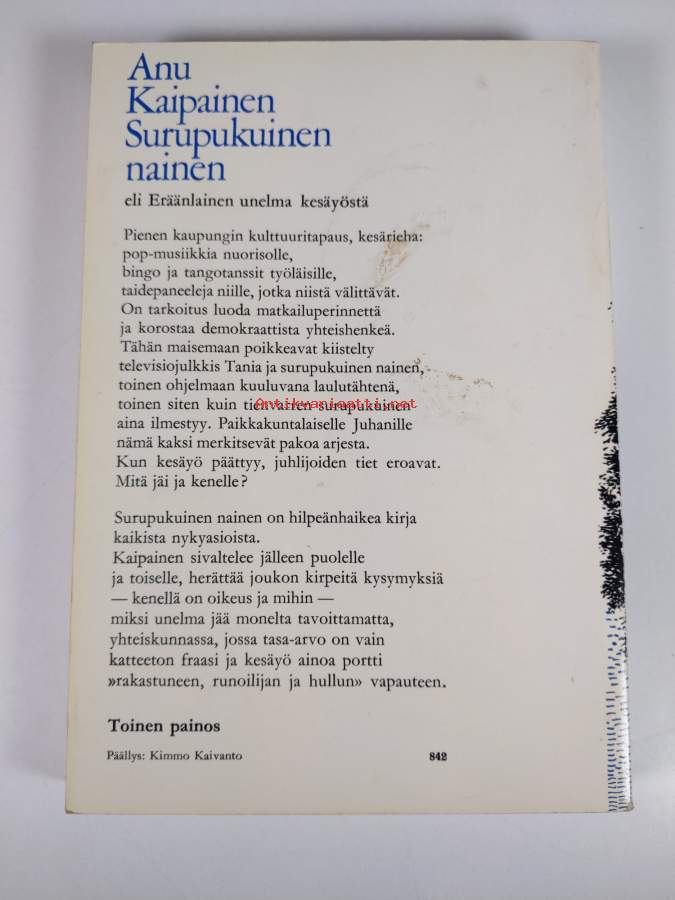 Anu
Kaipainen
Surupukuinen
nainen
eli Eräänlainen unelma kesäyöstä
Pienen kaupungin kulttuuritapaus, kesärieha:
pop-musiikkia nuorisolle,
bingo ja tangotanssit työläisille,
taidepaneeleja niille, jotka niistä välittävät.
On tarkoitus luoda matkailuperinnettä
ja korostaa demokraattista yhteishenkeä.
Tähän maisemaan poikkeavat kiistelty
televisiojulkkis Tania ja surupukuinen nainen,
toinen ohjelmaan kuuluvana laulutähtenä,
toinen siten kuin tienvarren surupukuinen
Antikvariaatti.net
aina ilmestyy. Paikkakuntalaiselle Juhanille
nämä kaksi merkitsevät pakoa arjesta.
Kun kesäyö päättyy, juhlijoiden tiet eroavat.
Mitä jäi ja kenelle?
Surupukuinen nainen on hilpeänhaikea kirja
kaikista nykyasioista.
Kaipainen sivaltelee jälleen puolelle
ja toiselle, herättää joukon kirpeitä kysymyksiä
— kenellä on oikeus ja mihin —
miksi unelma jää monelta tavoittamatta,
yhteiskunnassa, jossa tasa-arvo on vain
katteeton fraasi ja kesäyö ainoa portti
»rakastuneen, runoilijan ja hullun» vapauteen.
Toinen painos
Päällys: Kimmo Kaivanto 842